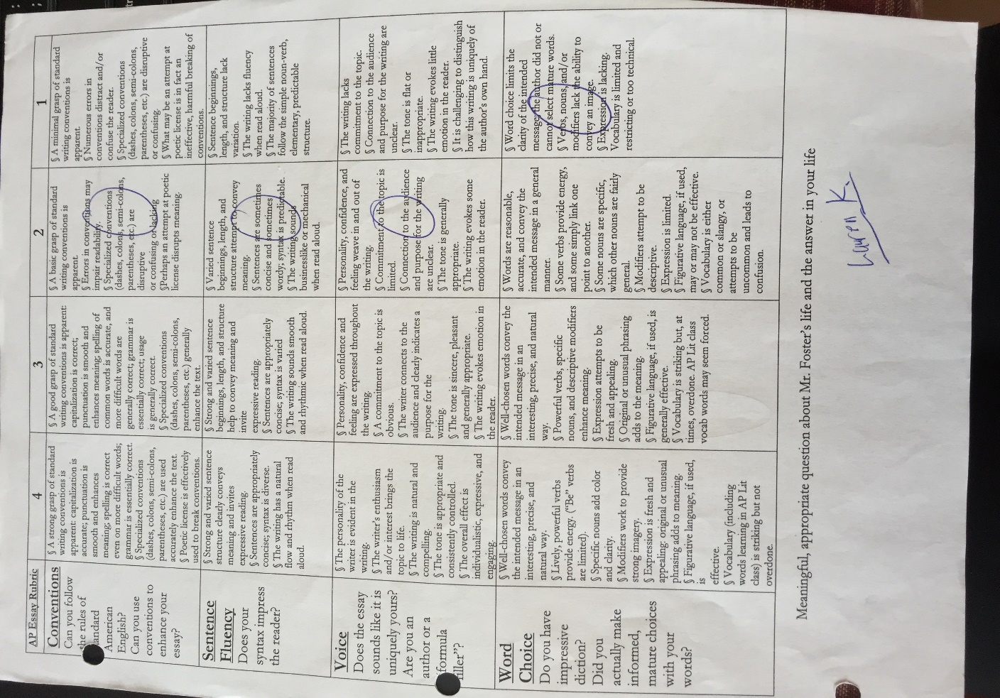 AP Essay Rubric
4
3
2
1
Conventions
Can you follow
the rules of
andard
American
English?
Can you use
conventions to
enhance your
essay?
§ A strong grasp of standard
writing conventions is
apparent: capitalization is
accurate; punctuation is
smooth and enhances
meaning; spelling is correct
even on more difficult words;
grammar is essentially correct.
§ Specialized conventions
(dashes, colons, semi-colons,
parentheses, etc.) are used
accurately enhance the text.
§ Poetic license is effectively
used to break conventions.
§ A good grasp of standard
writing conventions is apparent:
capitalization is correct;
punctuation is smooth and
enhances meaning; spelling of
common words is accurate, and
more difficult words are
generally correct; grammar is
essentially correct; usage
is generally correct.
§ Specialized conventions
(dashes, colons, semi-colons,
parentheses, etc.) generally
enhance the text.
§ A basic grasp of standard
writing conventions is
apparent.
§ Errors in conventions may
impair readability.
§ Specialized conventions
(dashes, colons, semi-colons,
parentheses, etc.) are
disruptive
or confusing or lacking
§Perhaps an attempt at poetic
license disrupts meaning.
§ A minimal grasp of standard
writing conventions is
apparent.
§ Numerous errors in
conventions distract and/or
confuse the reader.
§ Specialized conventions
(dashes, colons, semi-colons,
parentheses, etc.) are disruptive
or confusing.
§ What may be an attempt at
poetic license is in fact an
ineffective, harmful breaking of
conventions.
Sentence
Fluency
Does your
syntax impress
the reader?
§ Strong and varied sentence
structure clearly conveys
meaning and invites
expressive reading.
§ Sentences are appropriately
concise; syntax is diverse.
§ The writing has a natural
flow and rhythm when read
aloud.
§ Strong and varied sentence
beginnings, length, and structure
help to convey meaning and
invite
expressive reading.
§ Sentences are appropriately
concise; syntax is varied
§ The writing sounds smooth
and rhythmic when read aloud.
§ Varied sentence
beginnings, length, and
structure attempt to convey
meaning.
§ Sentences are sometimes
concise and sometimes
wordy; syntax is predictable.
§ The writing sounds
businesslike or mechanical
when read aloud.
§ Sentence beginnings,
length, and structure lack
variation.
§ The writing lacks fluency
when read aloud.
§ The majority of sentences
follow the simple noun-verb,
elementary, predictable
structure.
Voice
Does the essay
sounds like it is
uniquely yours?
Are you an
author or a
"formula
filler"?
§ The personality of the
writer is evident in the
writing.
§ The writer's enthusiasm
and/or interest brings the
topic to life.
§ The writing is natural and
compelling.
§ The tone is appropriate and
consistently controlled.
§ The overall effect is
individualistic, expressive, and
engaging.
§ Personality, confidence and
feeling are expressed throughout
the writing.
§ A commitment to the topic is
obvious.
§ The writer connects to the
audience and clearly indicates a
purpose for the
writing.
§ The tone is sincere, pleasant
and generally appropriate.
§ The writing evokes emotion in
the reader.
§ Personality, confidence, and
feeling weave in and out of
the writing.
§ Commitment to the topic is
limited.
§ Connection to the audience
and purpose for the writing
are unclear.
§ The tone is generally
appropriate.
§ The writing evokes some
emotion in the reader.
§ The writing lacks
commitment to the topic.
§ Connection to the audience
and purpose for the writing are
unclear.
§ The tone is flat or
inappropriate.
§ The writing evokes little
emotion in the reader.
§ It is challenging to distinguish
how this writing is uniquely of
the author's own hand.
Word
Choice
Do you have
impressive
diction?
Did you
actually make
informed,
mature choices
with your
words?
§ Well-chosen words convey
the intended message in an
interesting, precise, and
natural way.
§ Lively, powerful verbs
provide energy. ("Be" verbs
are limited).
§ Specific nouns add color
and clarity.
§ Modifiers work to provide
strong imagery.
§ Expression is fresh and
appealing; original or unusual
phrasing adds to meaning.
§ Figurative language, if used,
is
effective.
§ Vocabulary (including
words learning in AP Lit
class) is striking but not
overdone.
§ Well-chosen words convey the
intended message in an
interesting, precise, and natural
way.
§ Powerful verbs, specific
nouns, and descriptive modifiers
enhance meaning.
§ Expression attempts to be
fresh and appealing.
§ Original or unusual phrasing
adds to the meaning.
§ Figurative language, if used, is
generally effective.
§ Vocabulary is striking but, at
times, overdone. AP Lit class
vocab words may seem forced.
§ Words are reasonable,
accurate, and convey the
intended message in a general
manner.
§ Some verbs provide energy,
and some simply link one
point to another.
§ Some nouns are specific,
which other nouns are fairly
general.
§ Modifiers attempt to be
descriptive.
§ Expression is limited.
§ Figurative language, if used,
may or may not be effective.
§ Vocabulary is either
common or slangy, or
attempts to be
uncommon and leads to
confusion.
§ Word choice limits the
clarity of the intended
message; the author did not or
cannot select mature words.
§ Verbs, nouns, and/or
modifiers lack the ability to
convey an image.
§ Expression is lacking.
Vocabulary is limited and
restricting or too technical.
Meaningful, appropriate question about Mr. Foster's life and the answer in your life
Lauren K.